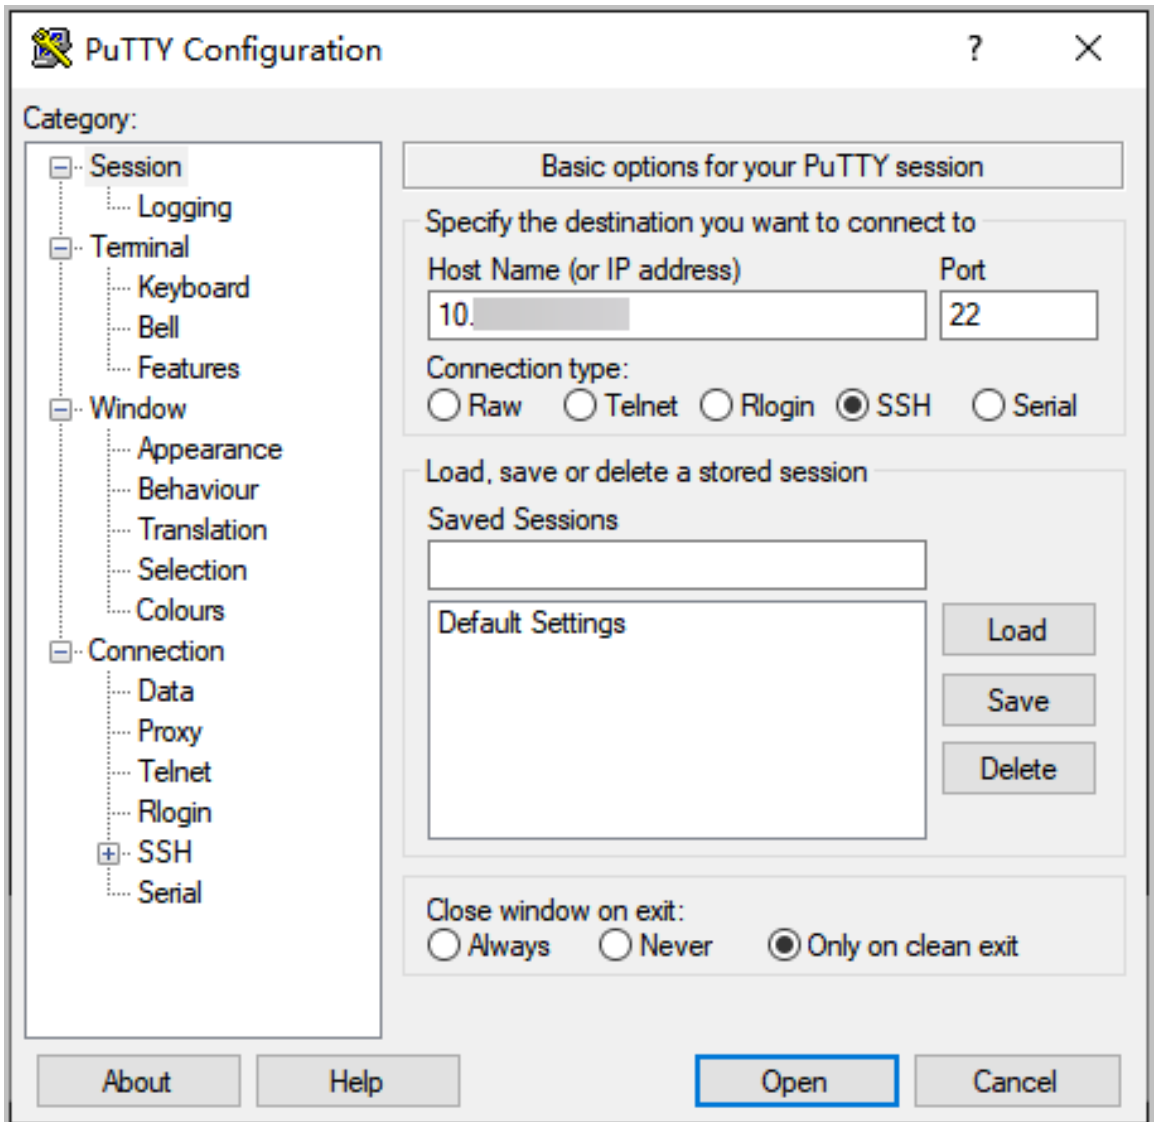 PuTTY Configuration
?
Category:
Session
Logging
Terminal
Keyboard
Bell
Features
Window
Appearance
Behaviour
Translation
Selection
Colours
Connection
Data
Proxy
Telnet
Rlogin
SSH
Serial
Basic options for your PuTTY session
Specify the destination you want to connect to
Host Name (or IP address) Port
10. 22
Connection type:
Raw Telnet Rlogin SSH Serial
Load, save or delete a stored session
Saved Sessions
Default Settings
Load
Save
Delete
Close window on exit:
Always Never Only on clean exit
About Help Open Cancel